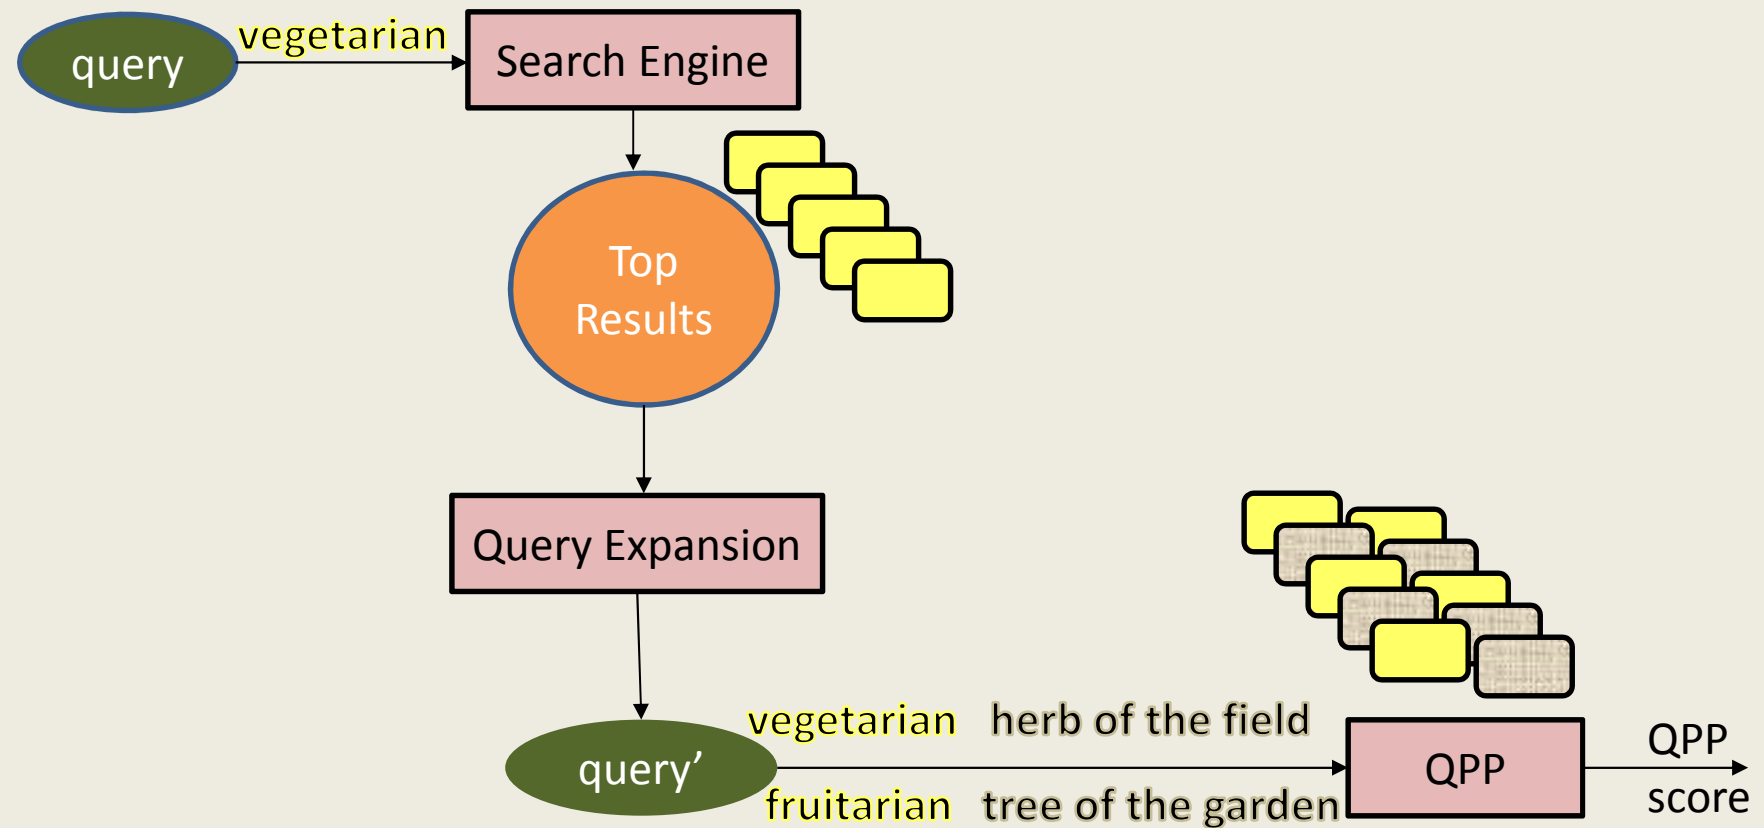 query
vegetarian
Search Engine
Top
Results
Query Expansion
query’
vegetarian herb of the field
fruitarian tree of the garden
QPP
QPP
score